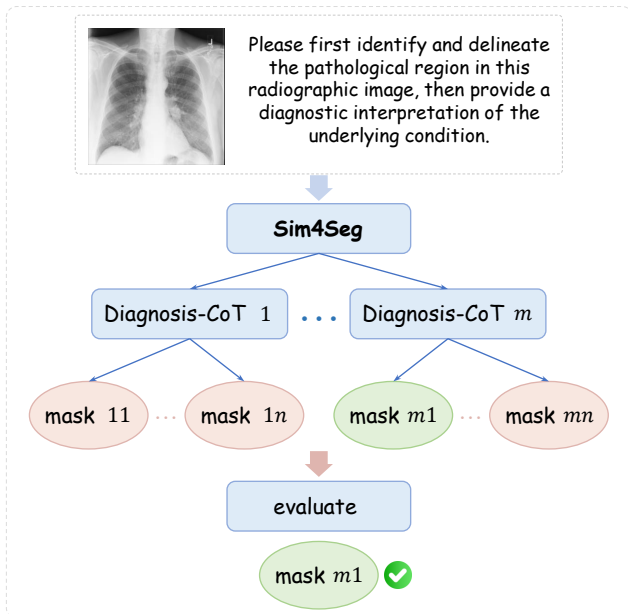 Please first identify and delineate
the pathological region in this
radiographic image, then provide a
diagnostic interpretation of the
underlying condition.
Sim4Seg
Diagnosis-CoT 1 ... Diagnosis-CoT m
mask 11 ... mask 1n mask m1 ... mask mn
evaluate
mask m1